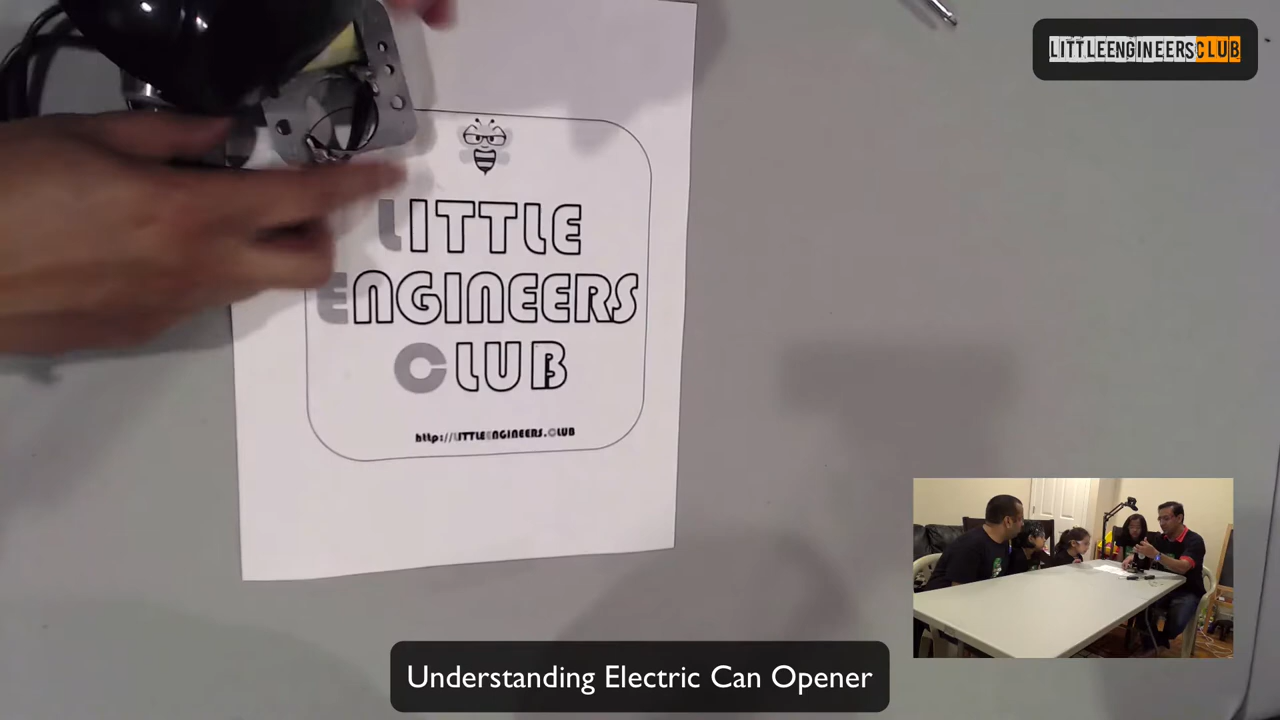 LITTLEENGINEERSCLUB
LITTLE
ENGINEERS
CLUB
http://LITTLEENGINEERS.CLUB
Understanding Electric Can Opener